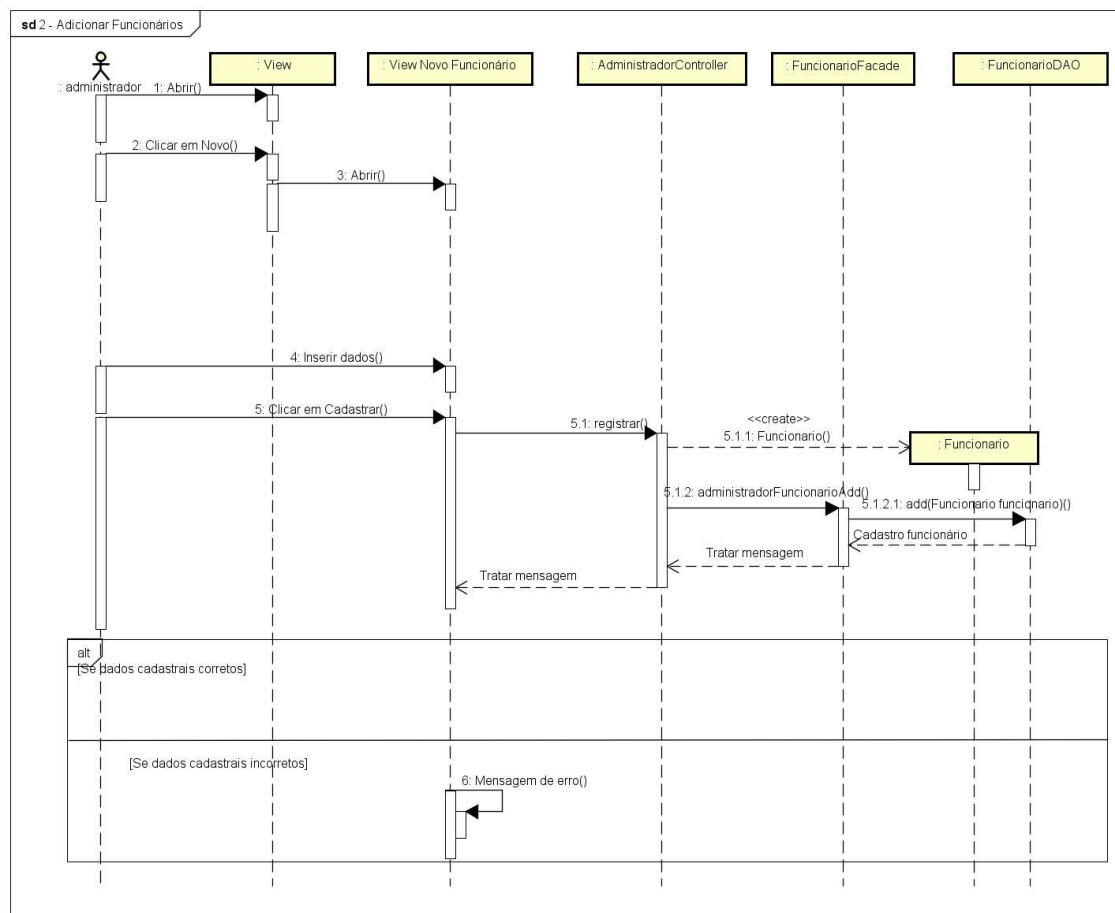 sd 2 - Adicionar Funcionários
: administrador
: View
: View Novo Funcionário
: AdministradorController
: FuncionarioFacade
: FuncionarioDAO
1: Abrir()
2: Clicar em Novo()
3: Abrir()
4: Inserir dados()
5: Clicar em Cadastrar()
5.1: registrar()
<<create>>
5.1.1: Funcionario()
: Funcionario
5.1.2: administradorFuncionarioAdd()
5.1.2.1: add(Funcionario funcionario)()
Cadastro funcionário
Tratar mensagem
Tratar mensagem
alt
[Se dados cadastrais corretos]
[Se dados cadastrais incorretos]
6: Mensagem de erro()